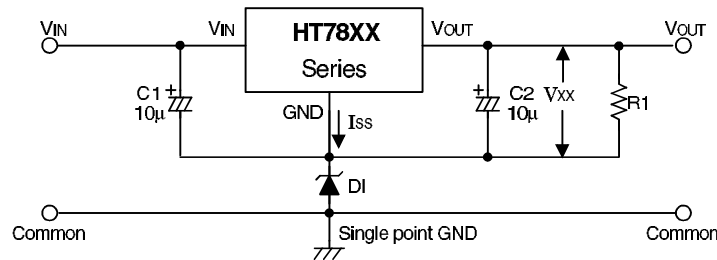 VIN
VIN
HT78XX
Series
VOUT
VOUT
C1
10μ
GND
ISS
C2
10μ
VXX
R1
DI
Common
Single point GND
Common